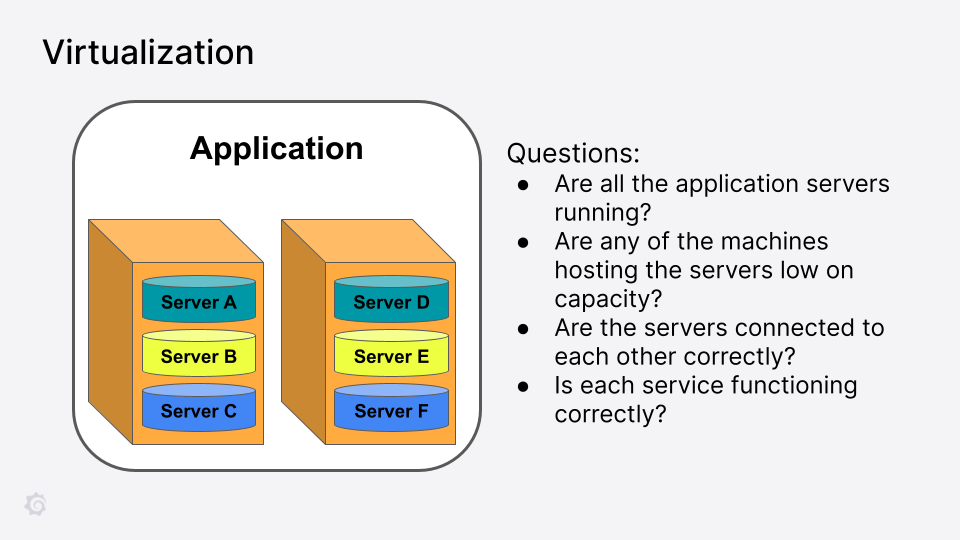 Virtualization
Application
Server A
Server B
Server C
Server D
Server E
Server F
Questions:
● Are all the application servers
running?
● Are any of the machines
hosting the servers low on
capacity?
● Are the servers connected to
each other correctly?
● Is each service functioning
correctly?